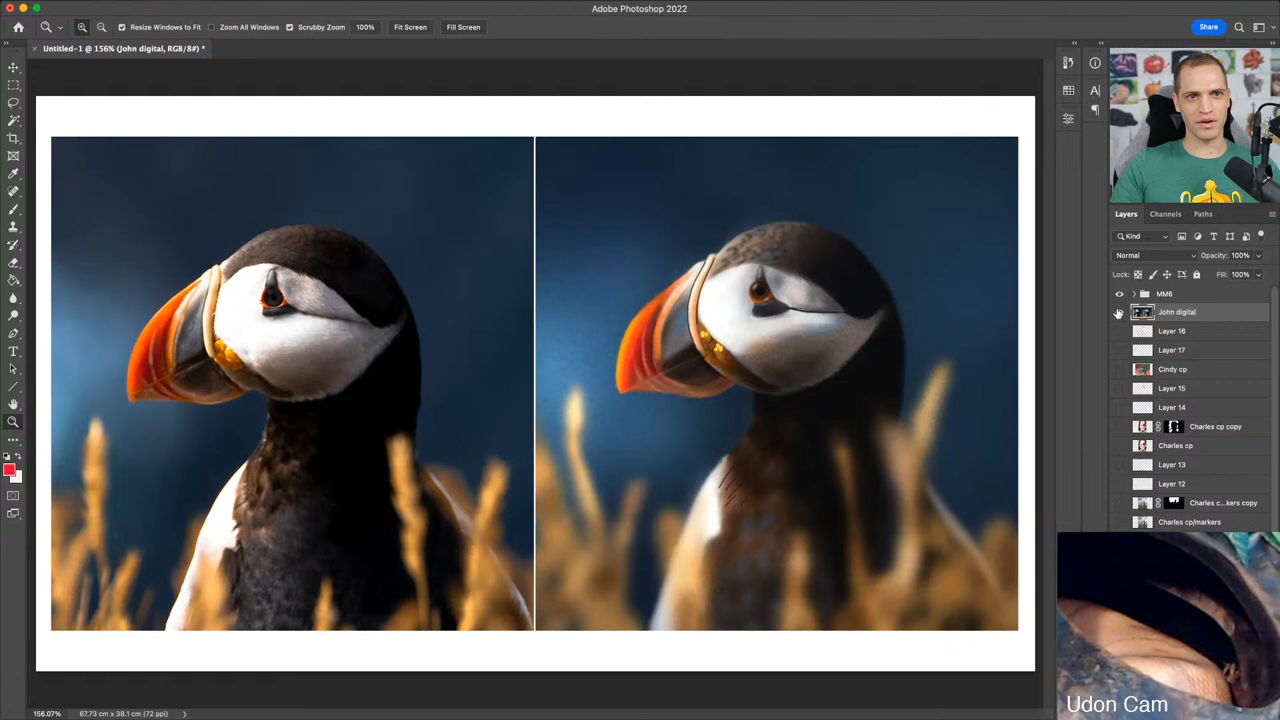 Adobe Photoshop 2022
Resize Windows to Fit
Zoom All Windows
Scrubby Zoom
100%
Fit Screen
Fill Screen
Share
Untitled-1 @ 156% (John digital, RGB/8#) *
Layers
Channels
Paths
Kind
Normal
Opacity: 100%
Lock:
Fill: 100%
MM6
John digital
Layer 16
Layer 17
Cindy cp
Layer 15
Layer 14
Charles cp copy
Charles cp
Layer 13
Layer 12
Charles c...kers copy
Charles cp/markers
Udon Cam
156.07%
67.73 cm x 38.1 cm (72 ppi)